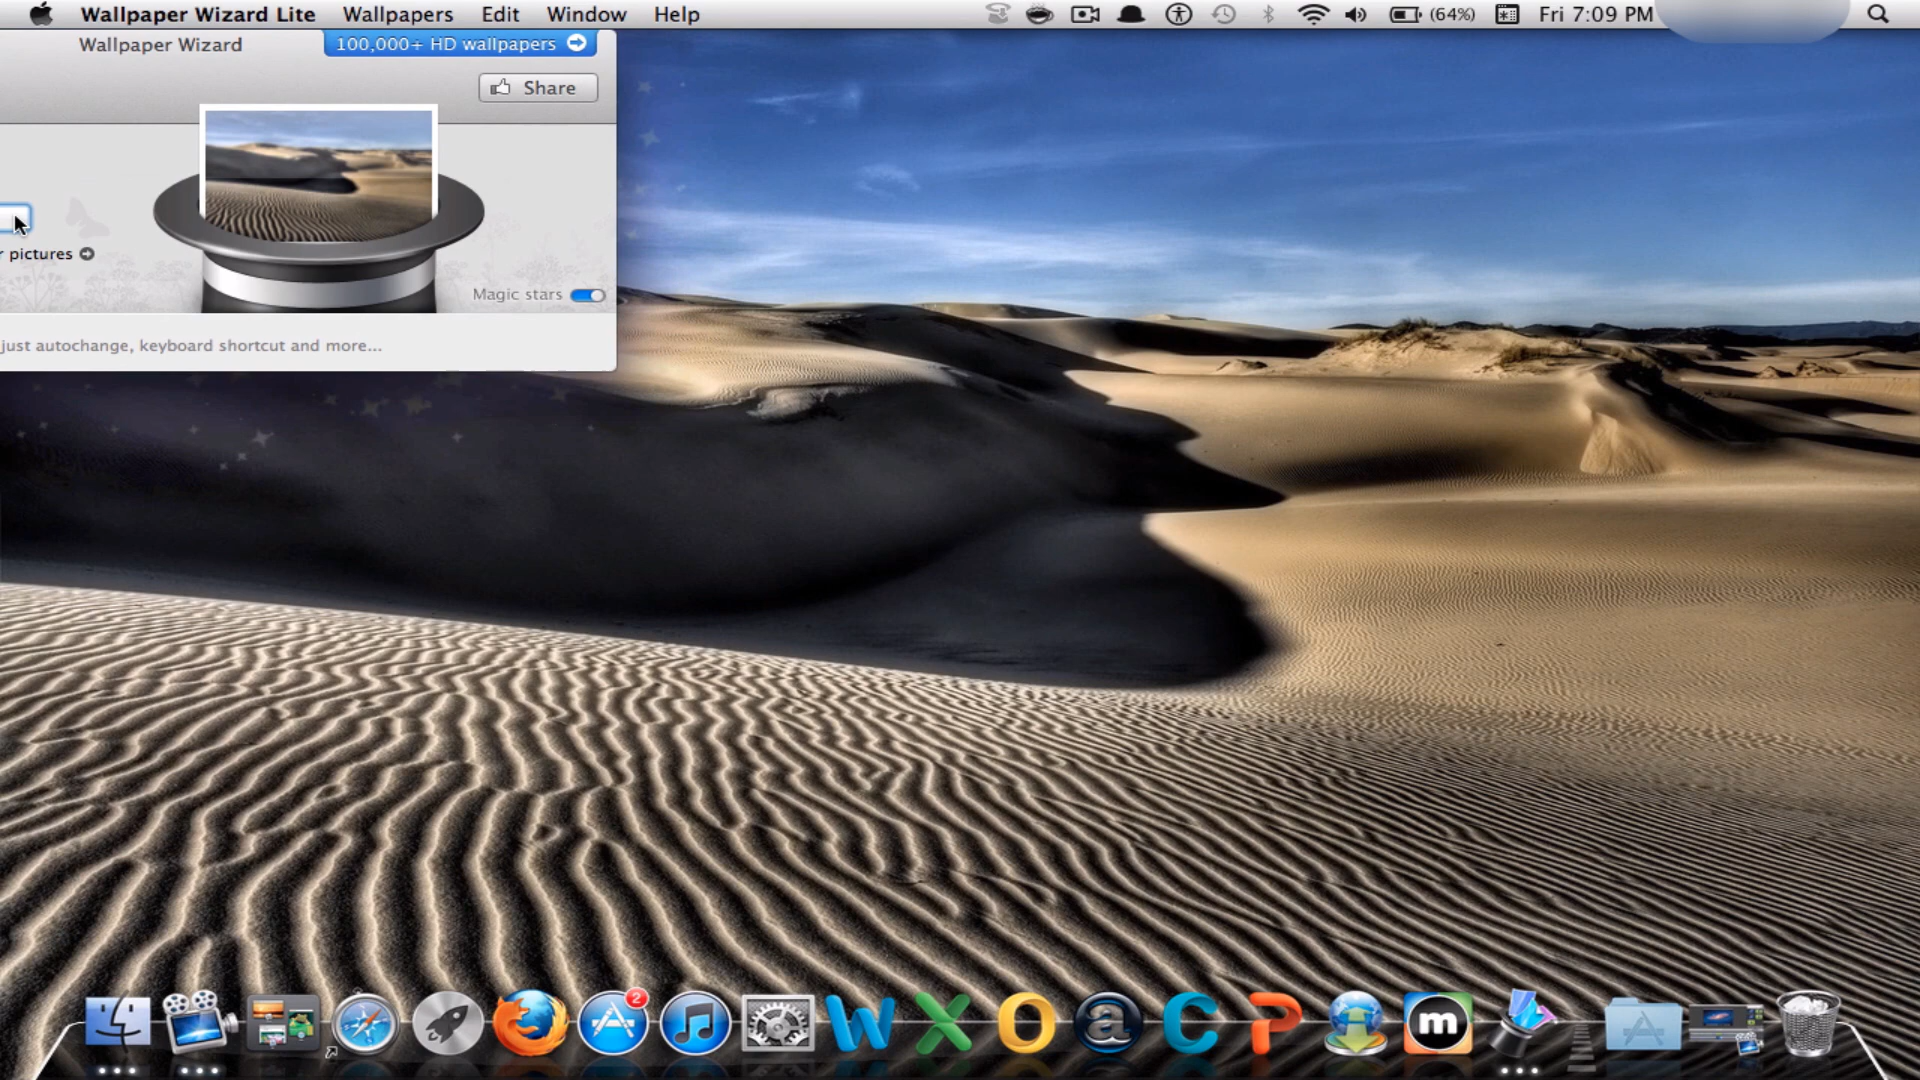 Wallpaper Wizard Lite Wallpapers Edit Window Help (64%) Fri 7:09 PM
Wallpaper Wizard 100,000+ HD wallpapers
Share
r pictures
Magic stars
just autochange, keyboard shortcut and more...
2
W X O a C P m